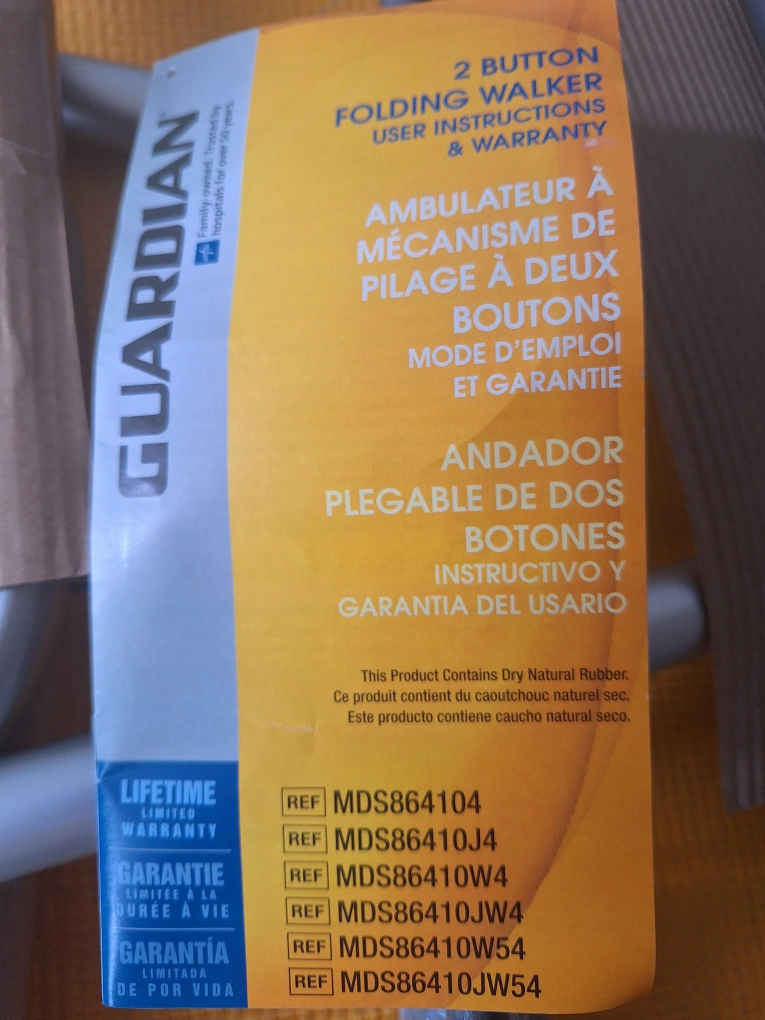 GUARDIAN
Family-owned. Trusted by
hospitals for over 50 years.
2 BUTTON
FOLDING WALKER
USER INSTRUCTIONS
& WARRANTY
AMBULATEUR À
MÉCANISME DE
PILAGE À DEUX
BOUTONS
MODE D'EMPLOI
ET GARANTIE
ANDADOR
PLEGABLE DE DOS
BOTONES
INSTRUCTIVO Y
GARANTIA DEL USARIO
This Product Contains Dry Natural Rubber.
Ce produit contient du caoutchouc naturel sec.
Este producto contiene caucho natural seco.
LIFETIME
LIMITED
WARRANTY
GARANTIE
LIMITÉE À LA
DURÉE À VIE
GARANTÍA
LIMITADA
DE POR VIDA
REF MDS864104
REF MDS86410J4
REF MDS86410W4
REF MDS86410JW4
REF MDS86410W54
REF MDS86410JW54